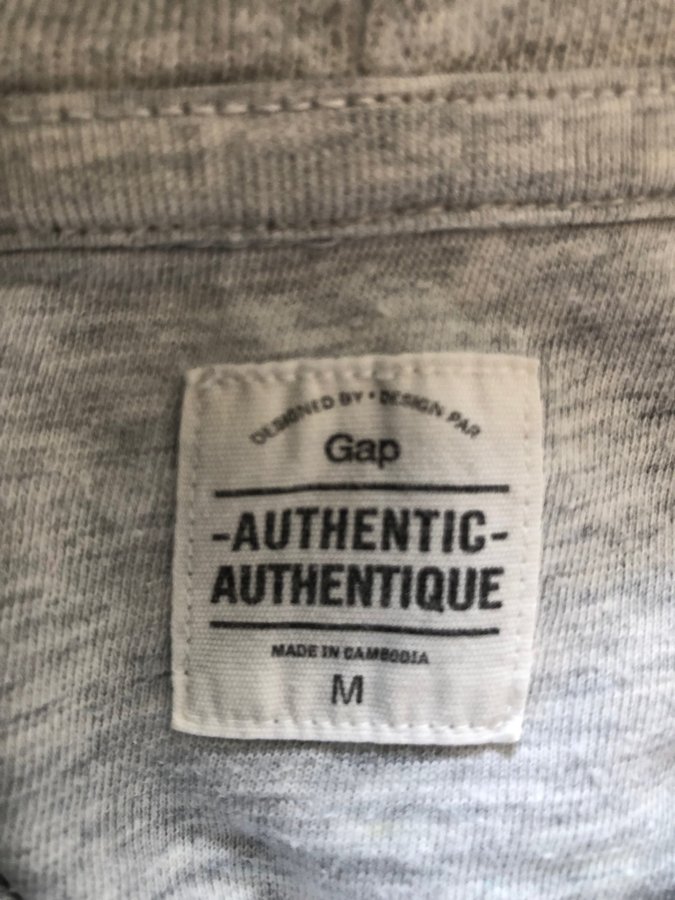 DESIGNED BY • DESIGN PAR
Gap
-AUTHENTIC-
AUTHENTIQUE
MADE IN CAMBODIA
M